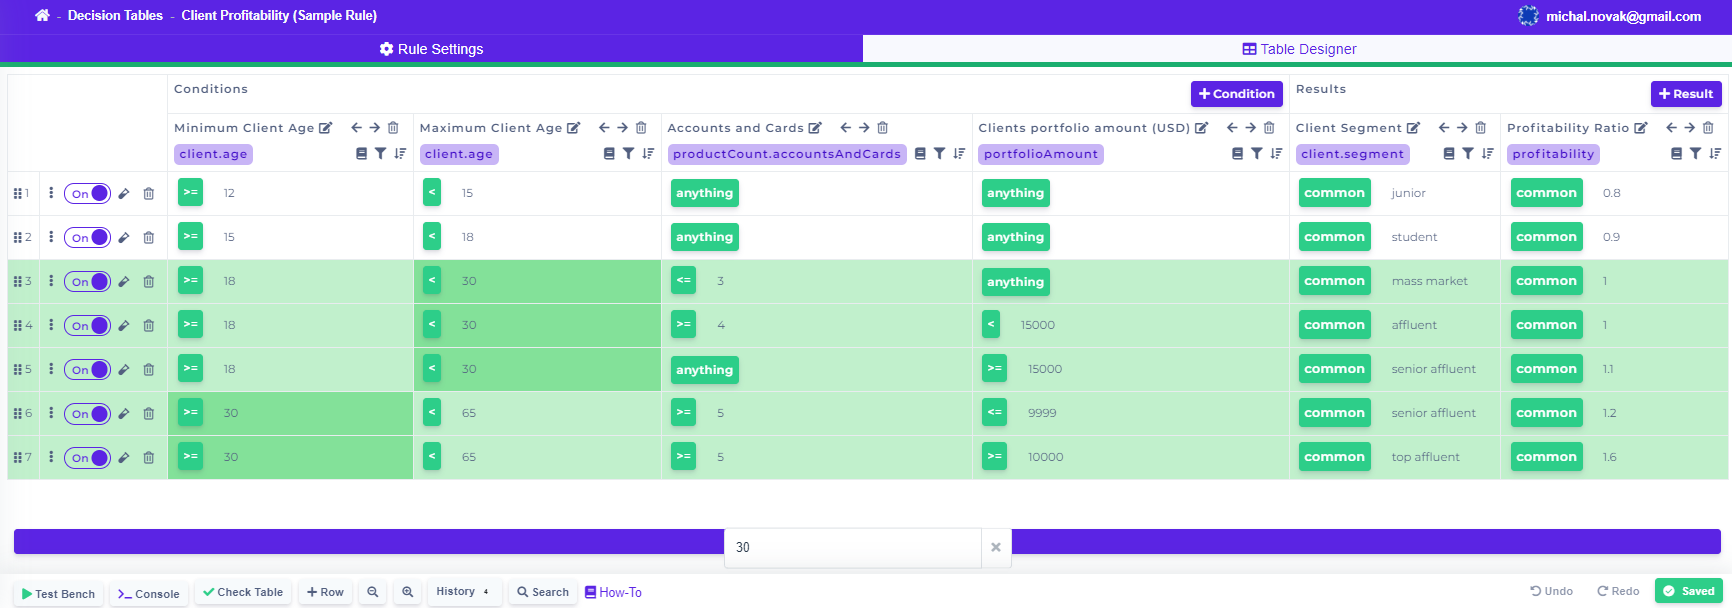 - Decision Tables - Client Profitability (Sample Rule) michal.novak@gmail.com
Rule Settings Table Designer
Conditions + Condition Results + Result
Minimum Client Age Maximum Client Age Accounts and Cards Clients portfolio amount (USD) Client Segment Profitability Ratio
client.age client.age productCount.accountsAndCards portfolioAmount client.segment profitability
1 On >= 12 < 15 anything anything common junior common 0.8
2 On >= 15 < 18 anything anything common student common 0.9
3 On >= 18 < 30 <= 3 anything common mass market common 1
4 On >= 18 < 30 >= 4 < 15000 common affluent common 1
5 On >= 18 < 30 anything >= 15000 common senior affluent common 1.1
6 On >= 30 < 65 >= 5 <= 9999 common senior affluent common 1.2
7 On >= 30 < 65 >= 5 >= 10000 common top affluent common 1.6
30 ×
Test Bench Console Check Table + Row History 4 Search How-To Undo Redo Saved